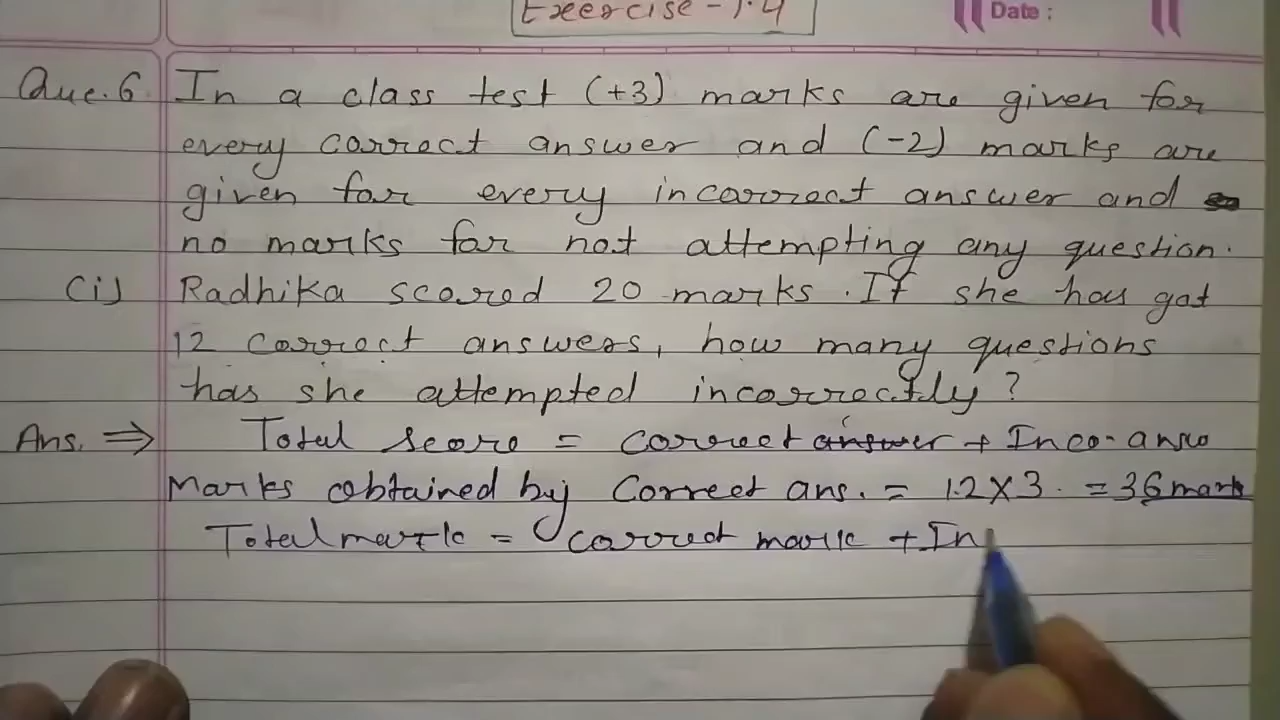 Exercise-1.4
Date :
Que.6 In a class test (+3) marks are given for
every correct answer and (-2) marks are
given for every incorrect answer and
no marks for not attempting any question.
(i) Radhika scored 20 marks. If she has got
12 correct answers, how many questions
has she attempted incorrectly?
Ans. ⇒ Total score = correct answer + Inco. answ
Marks obtained by correct ans. = 12 × 3. = 36 mark
Total mark = correct mark + In